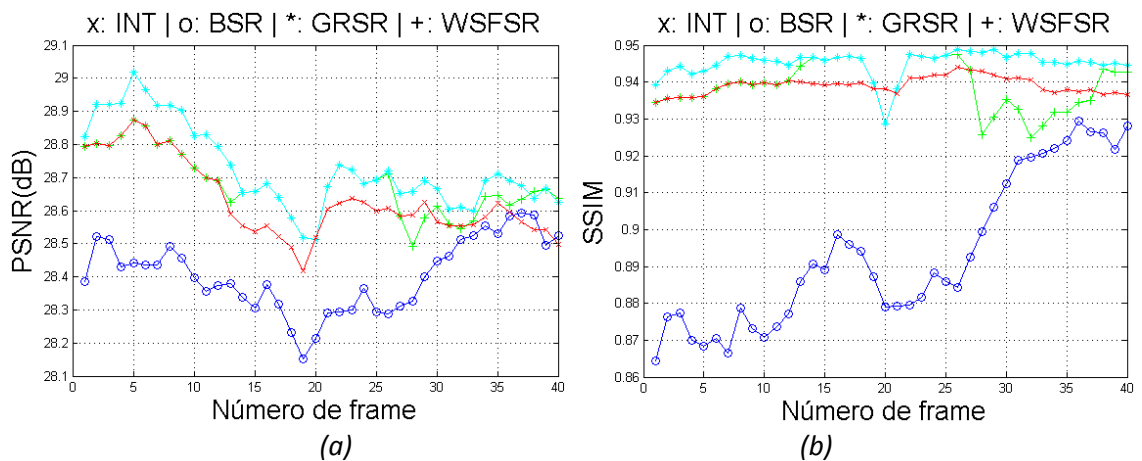 x: INT | o: BSR | *: GRSR | +: WSFSR
29.1
29
28.9
28.8
28.7
28.6
28.5
28.4
28.3
28.2
28.1
PSNR(dB)
0 5 10 15 20 25 30 35 40
Número de frame
(a)
x: INT | o: BSR | *: GRSR | +: WSFSR
0.95
0.94
0.93
0.92
0.91
0.9
0.89
0.88
0.87
0.86
SSIM
0 5 10 15 20 25 30 35 40
Número de frame
(b)